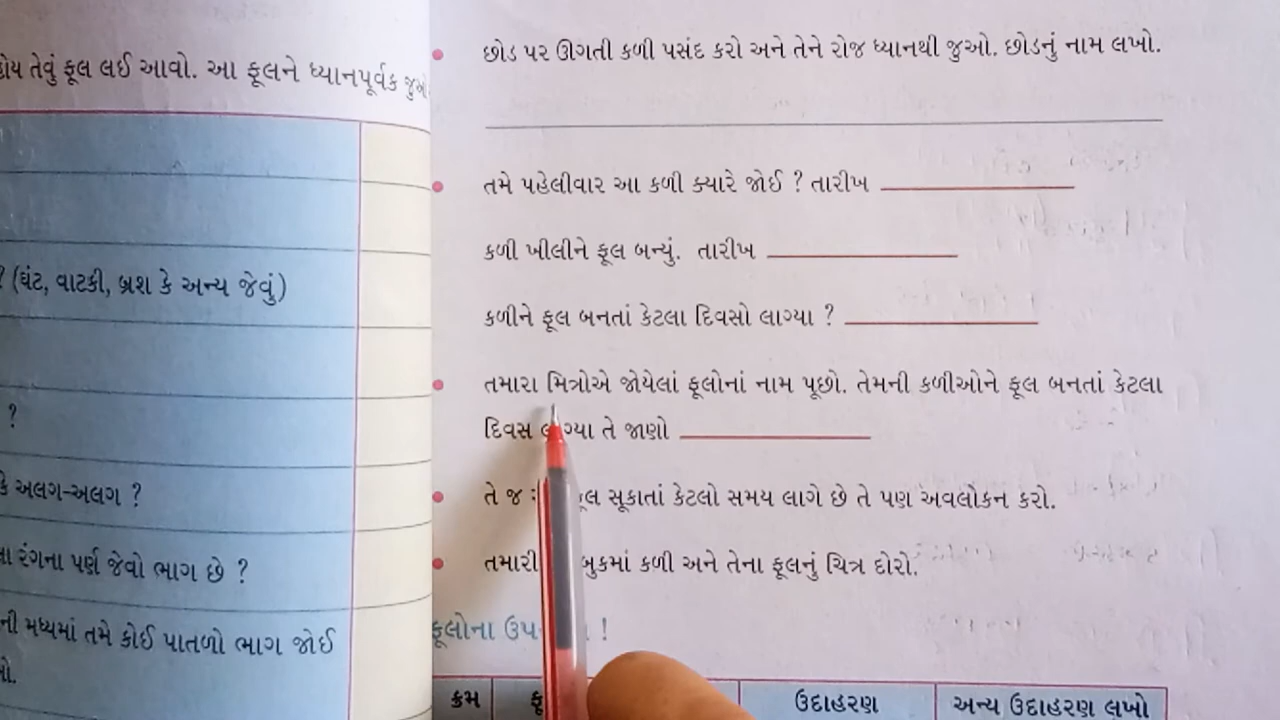 તેવું ફૂલ લઈ આવો. આ ફૂલને ધ્યાનપૂર્વક
? (ઘંટ, વાટકી, બ્રશ કે અન્ય જેવું)
?
કે અલગ-અલગ ?
રંગના પર્ણ જેવો ભાગ છે ?
મધ્યમાં તમે કોઈ પાતળો ભાગ જોઈ
છોડ પર ઊગતી કળી પસંદ કરો અને તેને રોજ ધ્યાનથી જુઓ. છોડનું નામ લખો.
તમે પહેલીવાર આ કળી ક્યારે જોઈ ? તારીખ
કળી ખીલીને ફૂલ બન્યું. તારીખ
કળીને ફૂલ બનતાં કેટલા દિવસો લાગ્યા ?
તમારા મિત્રોએ જોયેલાં ફૂલોનાં નામ પૂછો. તેમની કળીઓને ફૂલ બનતાં કેટલા
દિવસ લાગ્યા તે જાણો
તે જ સૂકાતાં કેટલો સમય લાગે છે તે પણ અવલોકન કરો.
તમારી કળી અને તેના ફૂલનું ચિત્ર દોરો.
ફૂલોના !
ક્રમ ઉદાહરણ અન્ય ઉદાહરણ લખો